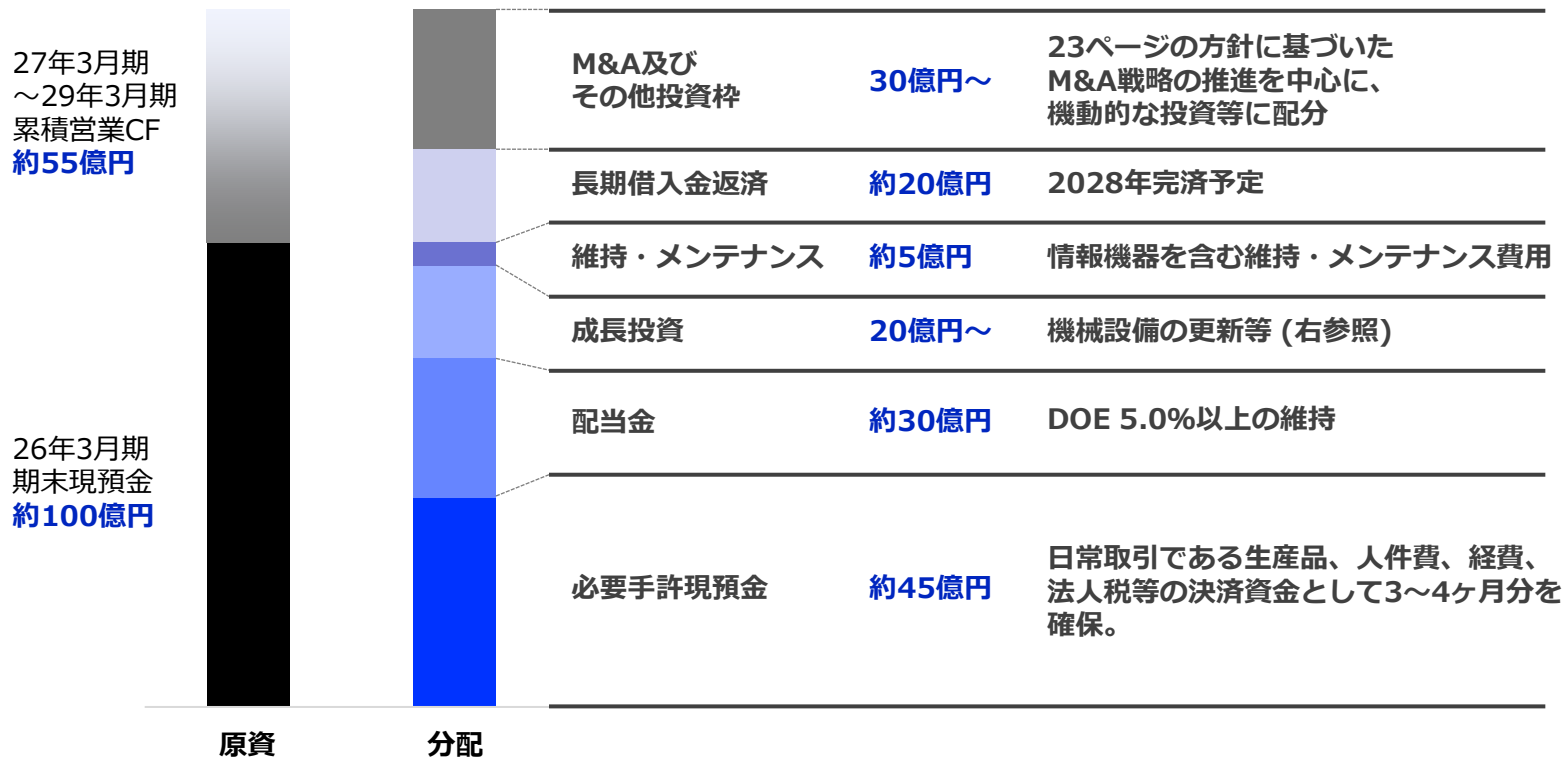 27年3月期
～29年3月期
累積営業CF
約55億円
26年3月期
期末現預金
約100億円
原資
分配
M&A及び
その他投資枠
30億円～
23ページの方針に基づいた
M&A戦略の推進を中心に、
機動的な投資等に配分
長期借入金返済
約20億円
2028年完済予定
維持・メンテナンス
約5億円
情報機器を含む維持・メンテナンス費用
成長投資
20億円～
機械設備の更新等 (右参照)
配当金
約30億円
DOE 5.0%以上の維持
必要手許現預金
約45億円
日常取引である生産品、人件費、経費、
法人税等の決済資金として3～4ヶ月分を
確保。